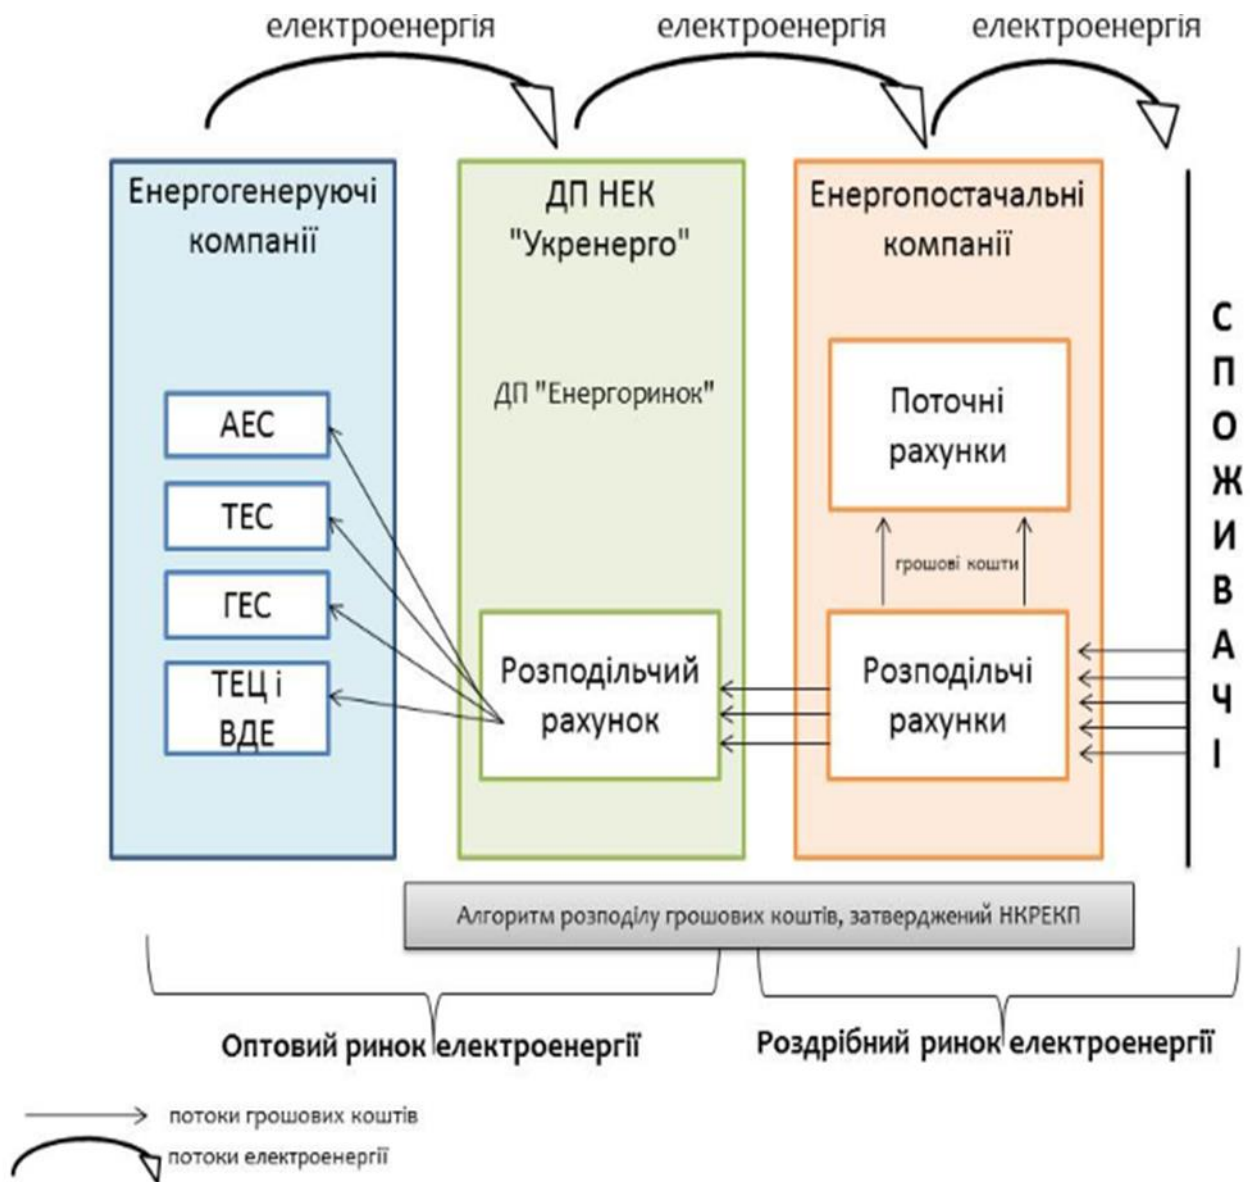 електроенергія
електроенергія
електроенергія
Енергогенеруючі
компанії
АЕС
ТЕС
ГЕС
ТЕЦ і
ВДЕ
ДП НЕК
"Укренерго"
ДП "Енергоринок"
Розподільчий
рахунок
Енергопостачальні
компанії
Поточні
рахунки
грошові кошти
Розподільчі
рахунки
СПОЖИВАЧІ
Алгоритм розподілу грошових коштів, затверджений НКРЕКП
Оптовий ринок електроенергії
Роздрібний ринок електроенергії
потоки грошових коштів
потоки електроенергії